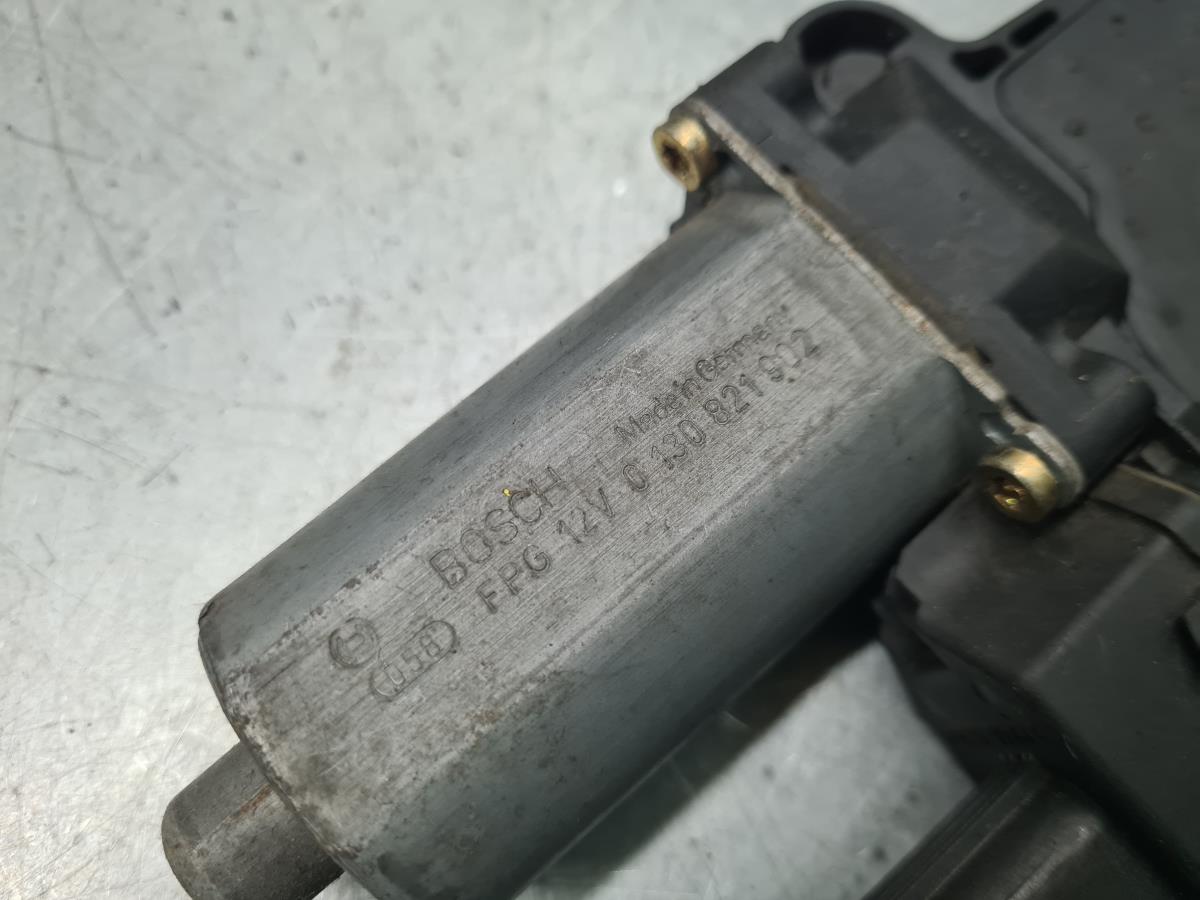 BOSCH Made in Germany
(058) FPG 12V 0 130 821 902